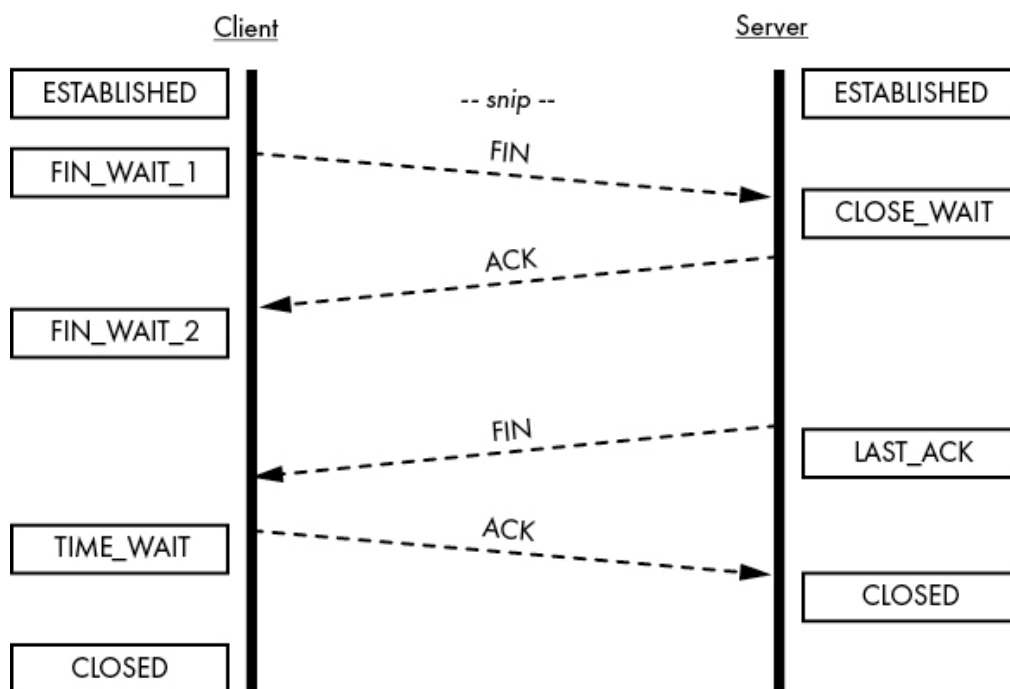 Client
Server
ESTABLISHED
-- snip --
ESTABLISHED
FIN
FIN_WAIT_1
CLOSE_WAIT
ACK
FIN_WAIT_2
FIN
LAST_ACK
ACK
TIME_WAIT
CLOSED
CLOSED